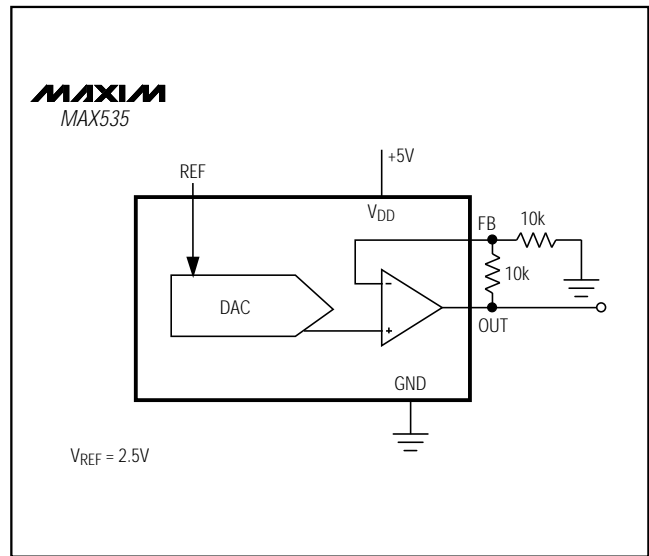 MAXIM
MAX535
+5V
REF
VDD
FB
10k
10k
DAC
−
+
OUT
GND
VREF = 2.5V